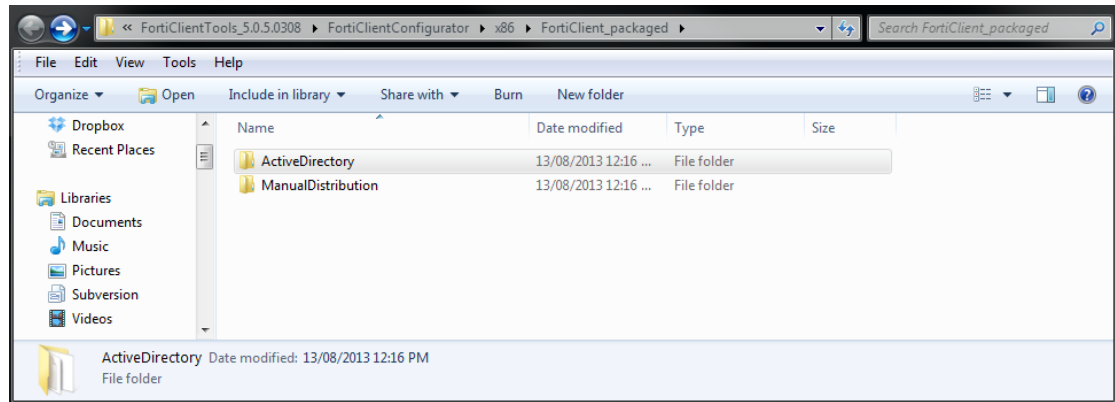 « FortiClientTools_5.0.5.0308 ▸ FortiClientConfigurator ▸ x86 ▸ FortiClient_packaged ▸ Search FortiClient_packaged
File Edit View Tools Help
Organize ▾ Open Include in library ▾ Share with ▾ Burn New folder
Dropbox
Recent Places
Libraries
Documents
Music
Pictures
Subversion
Videos
Name Date modified Type Size
ActiveDirectory 13/08/2013 12:16 ... File folder
ManualDistribution 13/08/2013 12:16 ... File folder
ActiveDirectory Date modified: 13/08/2013 12:16 PM
File folder